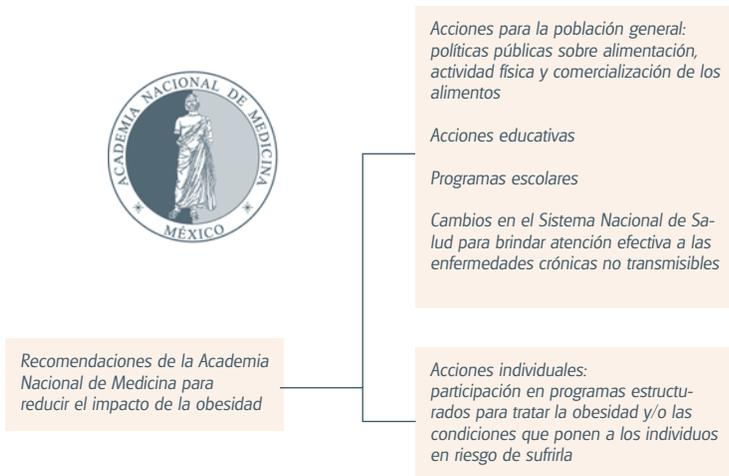 ACADEMIA NACIONAL DE MEDICINA
MÉXICO
Recomendaciones de la Academia
Nacional de Medicina para
reducir el impacto de la obesidad
Acciones para la población general:
políticas públicas sobre alimentación,
actividad física y comercialización de los
alimentos
Acciones educativas
Programas escolares
Cambios en el Sistema Nacional de Sa-
lud para brindar atención efectiva a las
enfermedades crónicas no transmisibles
Acciones individuales:
participación en programas estructu-
rados para tratar la obesidad y/o las
condiciones que ponen a los individuos
en riesgo de sufrirla